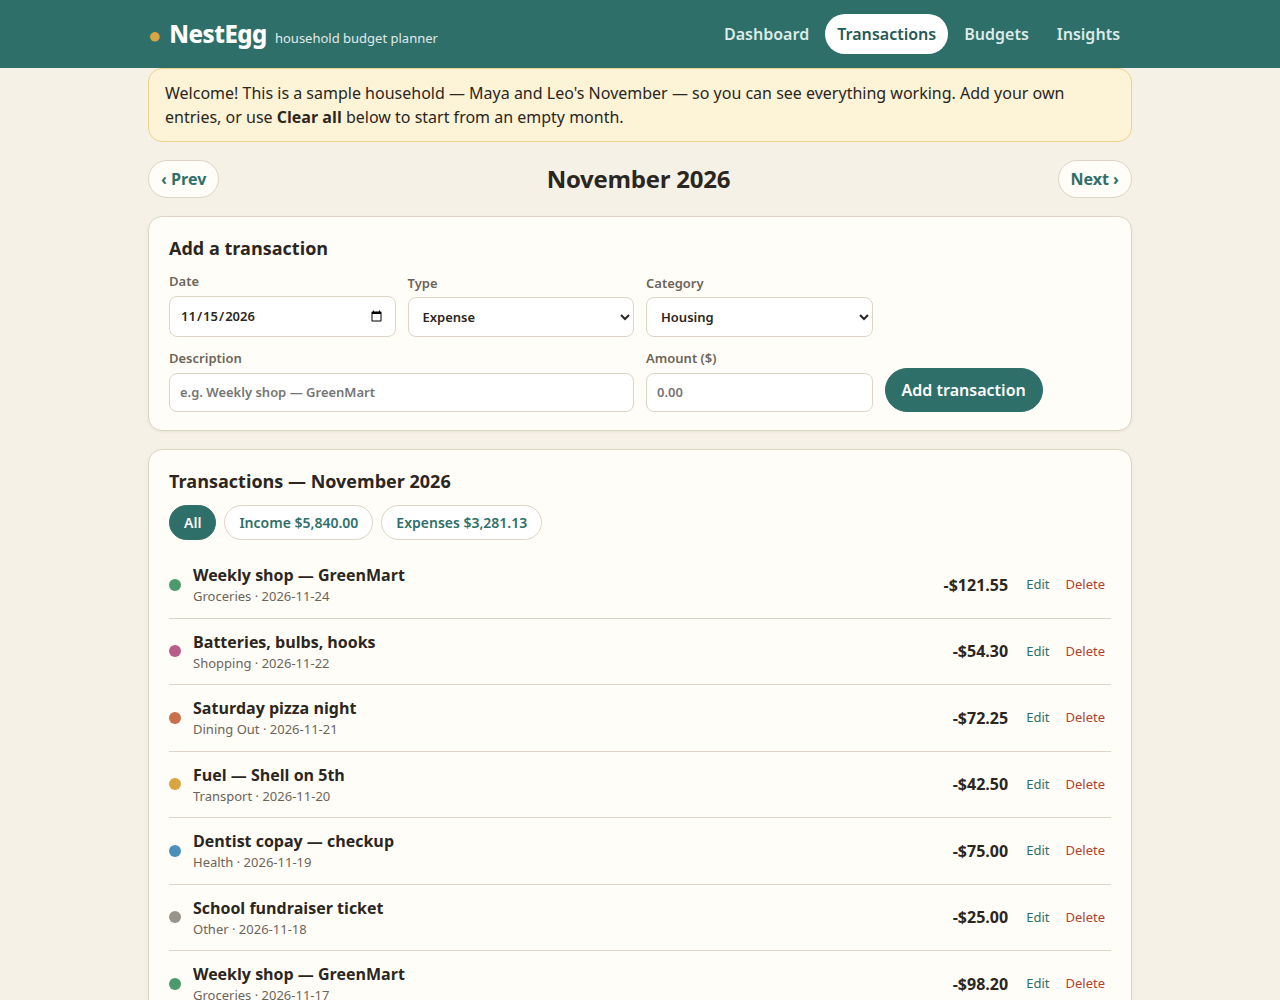 NestEgg household budget planner
Dashboard Transactions Budgets Insights
Welcome! This is a sample household — Maya and Leo's November — so you can see everything working. Add your own
entries, or use Clear all below to start from an empty month.
‹ Prev
November 2026
Next ›
Add a transaction
Date Type Category
11/15/2026 Expense Housing
Description Amount ($)
e.g. Weekly shop — GreenMart 0.00 Add transaction
Transactions — November 2026
All Income $5,840.00 Expenses $3,281.13
Weekly shop — GreenMart
Groceries · 2026-11-24
-$121.55 Edit Delete
Batteries, bulbs, hooks
Shopping · 2026-11-22
-$54.30 Edit Delete
Saturday pizza night
Dining Out · 2026-11-21
-$72.25 Edit Delete
Fuel — Shell on 5th
Transport · 2026-11-20
-$42.50 Edit Delete
Dentist copay — checkup
Health · 2026-11-19
-$75.00 Edit Delete
School fundraiser ticket
Other · 2026-11-18
-$25.00 Edit Delete
Weekly shop — GreenMart
Groceries · 2026-11-17
-$98.20 Edit Delete